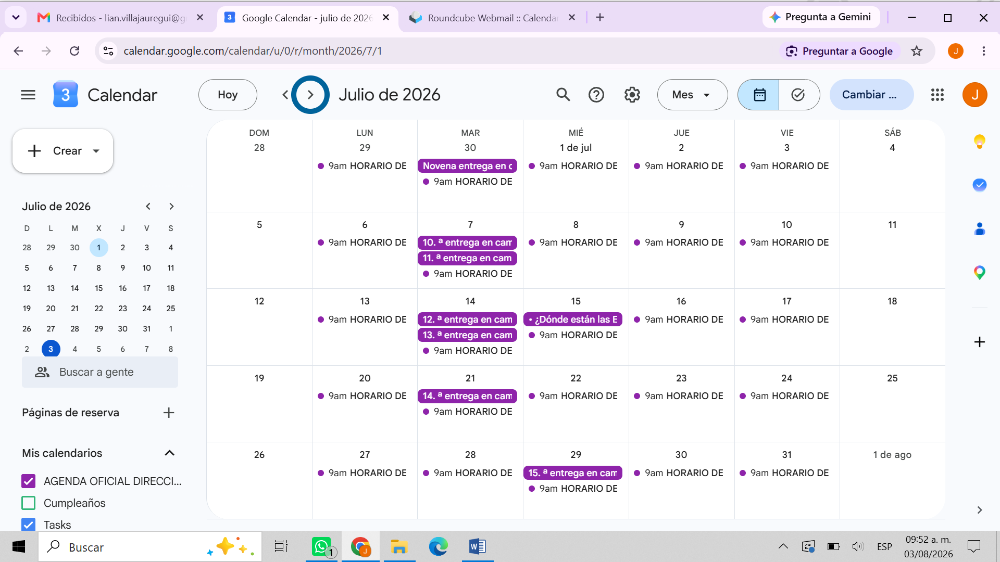 Recibidos - lian.villajauregui@g
Google Calendar - julio de 2026
Roundcube Webmail :: Calendar
Pregunta a Gemini
calendar.google.com/calendar/u/0/r/month/2026/7/1
Preguntar a Google
J
3 Calendar
Hoy
Julio de 2026
Mes
Cambiar ...
J
Crear
DOM LUN MAR MIÉ JUE VIE SÁB
28 29 30 1 de jul 2 3 4
9am HORARIO DE
Novena entrega en c
9am HORARIO DE
9am HORARIO DE
9am HORARIO DE
9am HORARIO DE
5 6 7 8 9 10 11
9am HORARIO DE
10. ª entrega en cam
11. ª entrega en cam
9am HORARIO DE
9am HORARIO DE
9am HORARIO DE
9am HORARIO DE
12 13 14 15 16 17 18
9am HORARIO DE
12. ª entrega en cam
13. ª entrega en cam
9am HORARIO DE
• ¿Dónde están las E
9am HORARIO DE
9am HORARIO DE
9am HORARIO DE
19 20 21 22 23 24 25
9am HORARIO DE
14. ª entrega en cam
9am HORARIO DE
9am HORARIO DE
9am HORARIO DE
9am HORARIO DE
26 27 28 29 30 31 1 de ago
9am HORARIO DE
9am HORARIO DE
15. ª entrega en cam
9am HORARIO DE
9am HORARIO DE
9am HORARIO DE
Julio de 2026
D L M X J V S
28 29 30 1 2 3 4
5 6 7 8 9 10 11
12 13 14 15 16 17 18
19 20 21 22 23 24 25
26 27 28 29 30 31 1
2 3 4 5 6 7 8
Buscar a gente
Páginas de reserva
Mis calendarios
AGENDA OFICIAL DIRECCI...
Cumpleaños
Tasks
Buscar
1
J
ESP
09:52 a. m.
03/08/2026